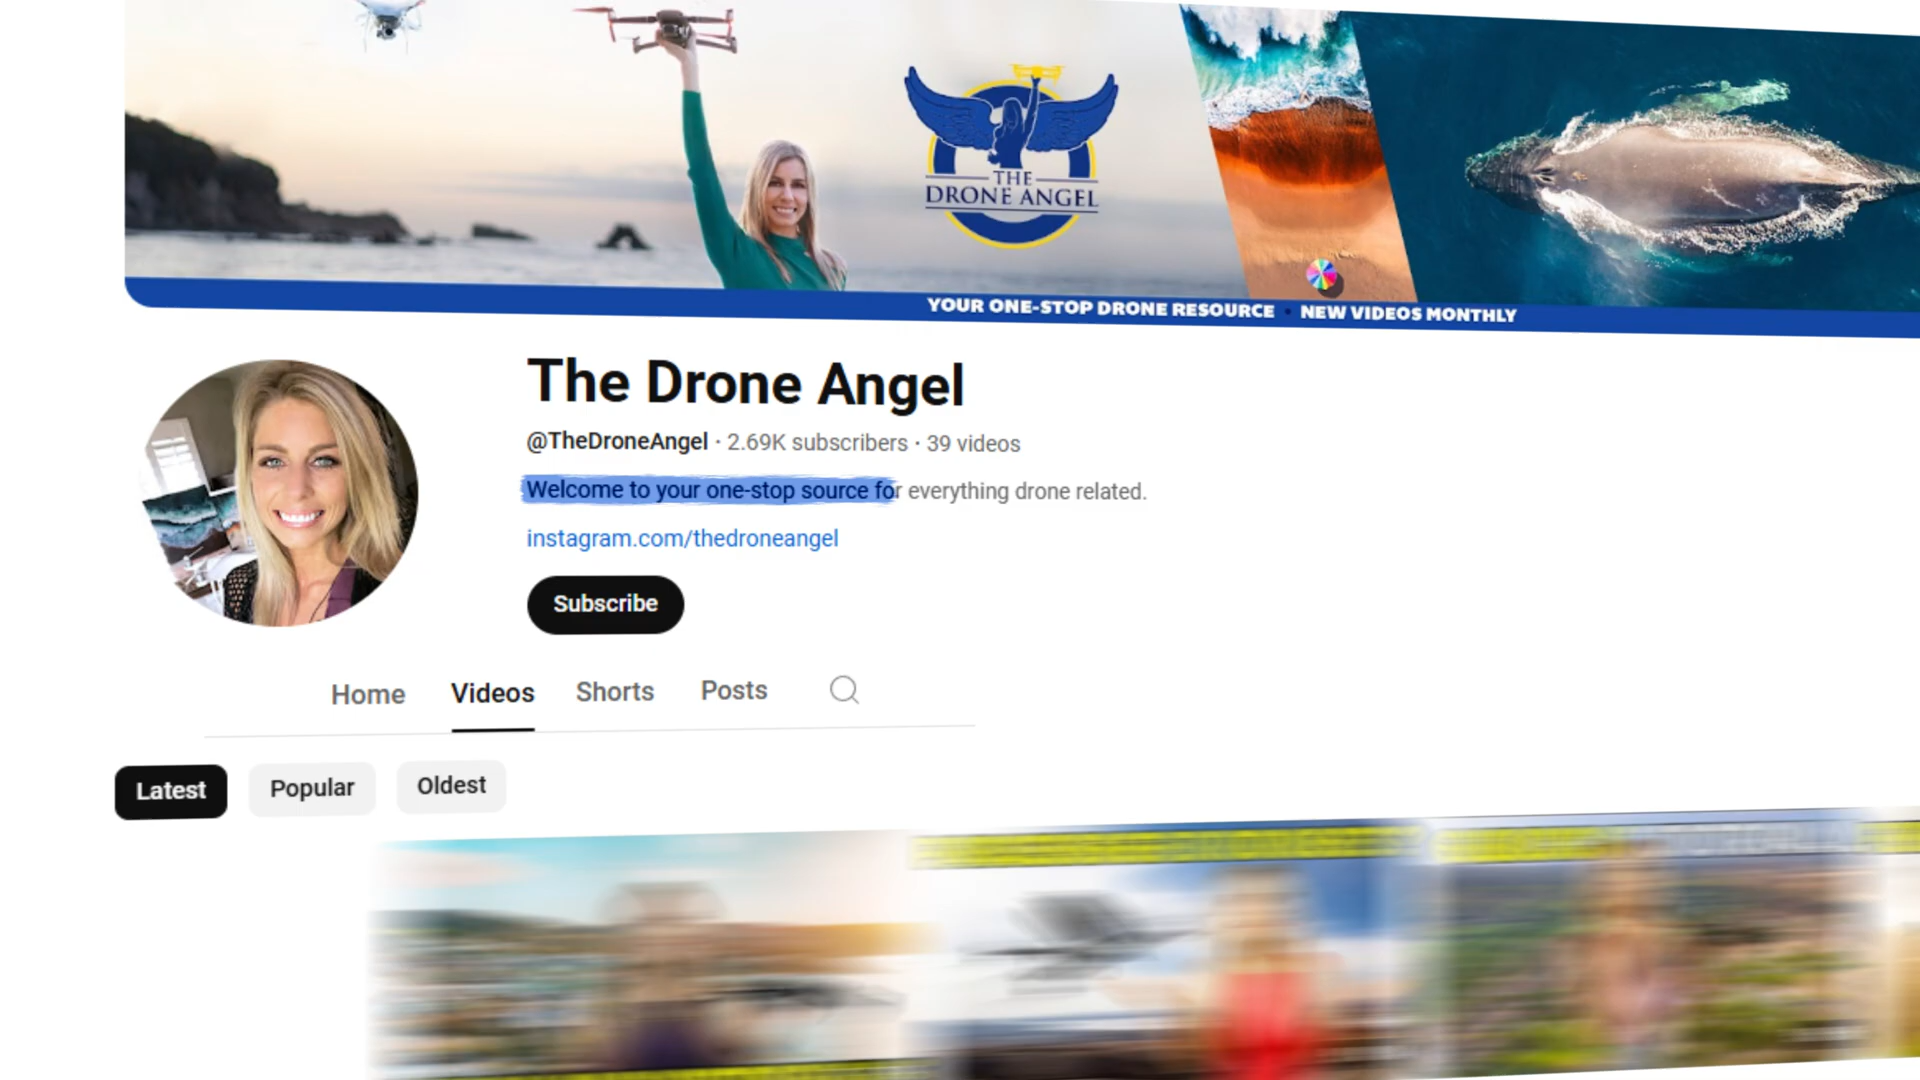 THE
DRONE ANGEL
YOUR ONE-STOP DRONE RESOURCE · NEW VIDEOS MONTHLY
The Drone Angel
@TheDroneAngel · 2.69K subscribers · 39 videos
Welcome to your one-stop source for everything drone related.
instagram.com/thedroneangel
Subscribe
Home Videos Shorts Posts
Latest Popular Oldest